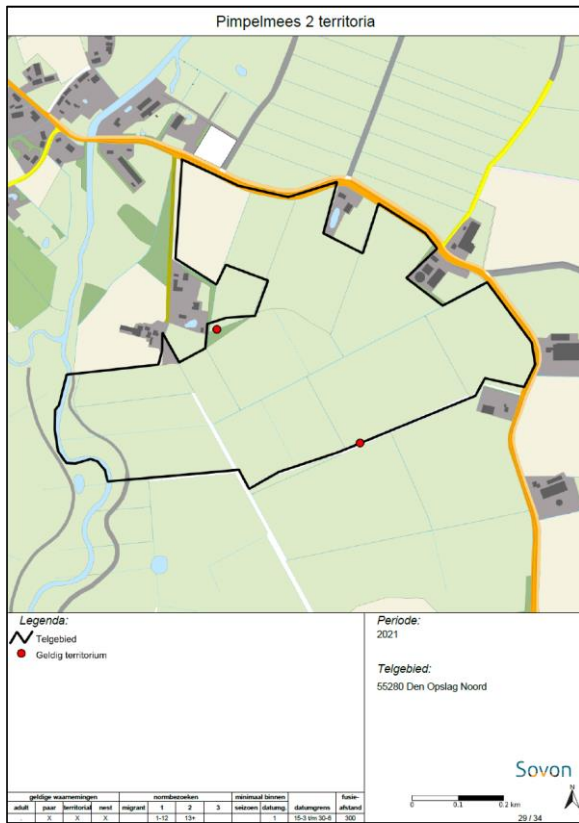 Pimpelmees 2 territoria
Legenda:
Telgebied
Geldig territorium
Periode:
2021
Telgebied:
55280 Den Opslag Noord
Sovon
N
0 0.1 0.2 km
29 / 34
geldige waarnemingen normbezoeken minimaal binnen fusie-
adult paar territorial nest migrant 1 2 3 seizoen datumg. datumgrens afstand
. X X X 1-12 13+ 1 15-3 t/m 30-6 300